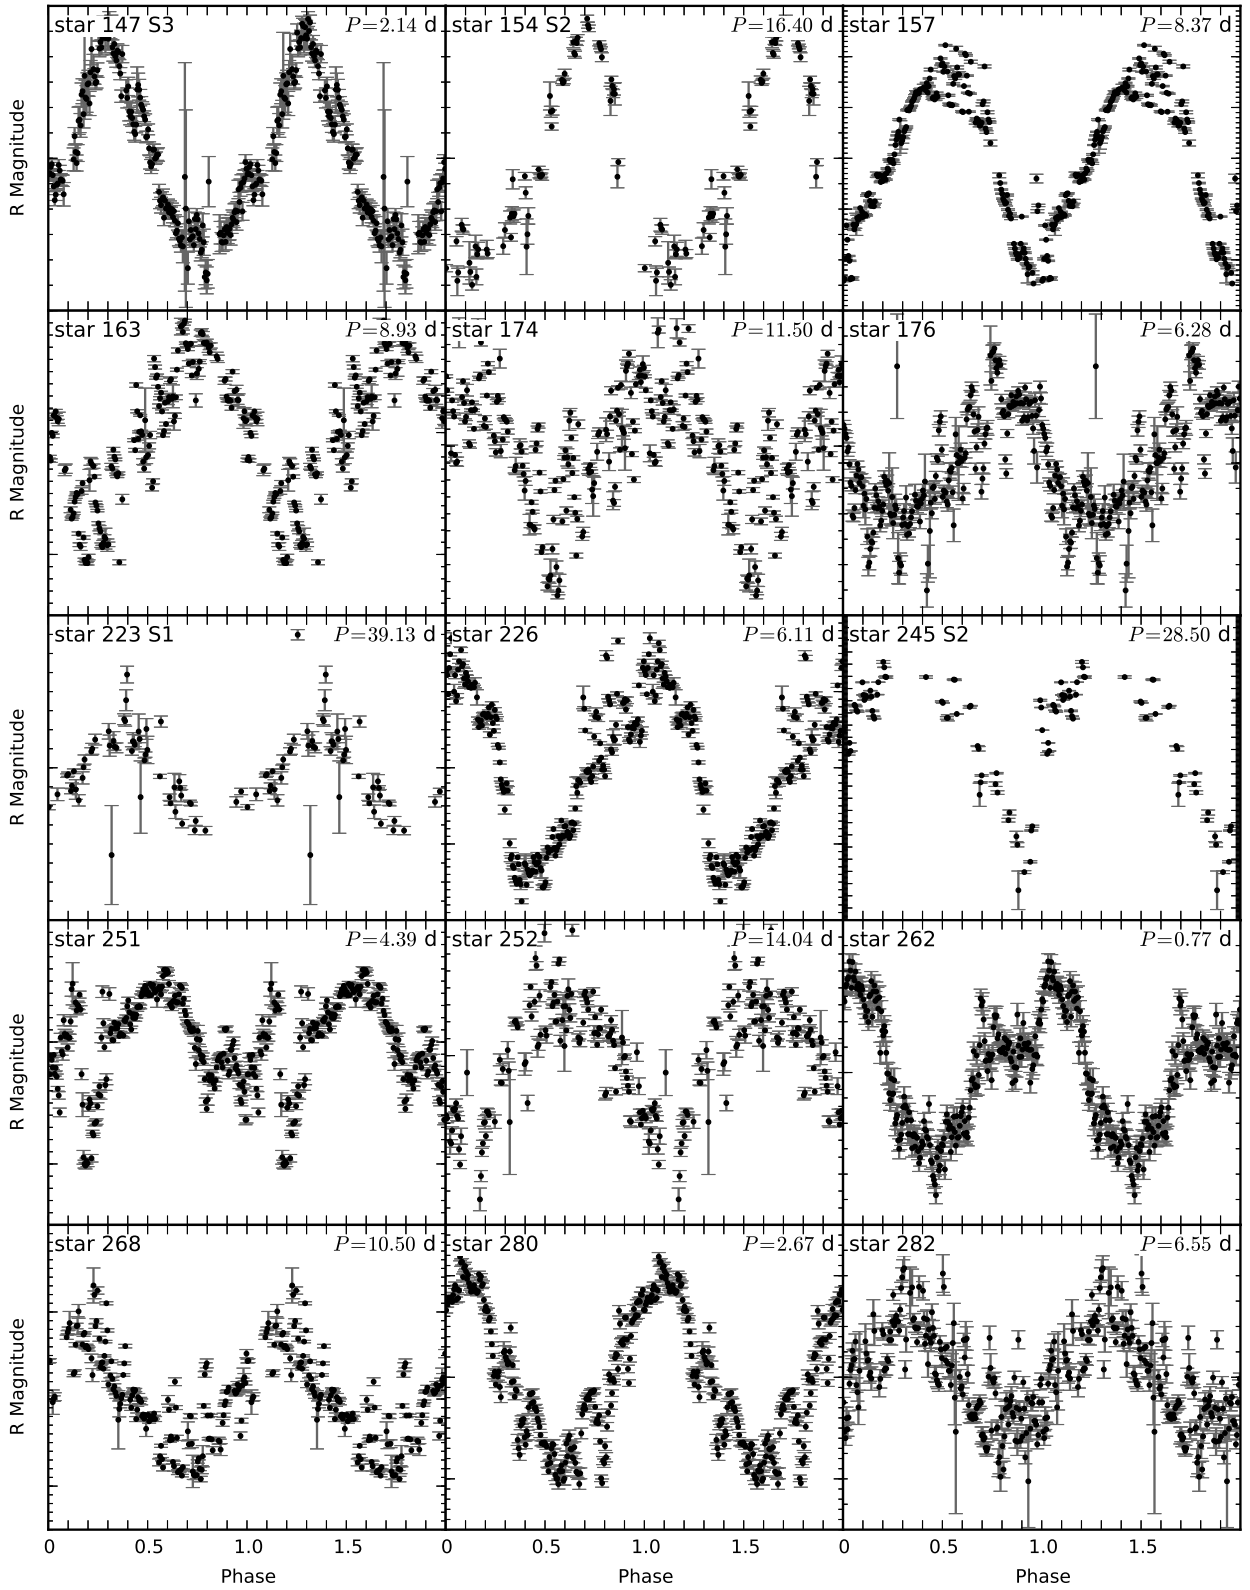 star 147 S3 P=2.14 d
star 154 S2 P=16.40 d
star 157 P=8.37 d
R Magnitude
star 163 P=8.93 d
star 174 P=11.50 d
star 176 P=6.28 d
R Magnitude
star 223 S1 P=39.13 d
star 226 P=6.11 d
star 245 S2 P=28.50 d
R Magnitude
star 251 P=4.39 d
star 252 P=14.04 d
star 262 P=0.77 d
R Magnitude
star 268 P=10.50 d
star 280 P=2.67 d
star 282 P=6.55 d
R Magnitude
0 0.5 1.0 1.5 0 0.5 1.0 1.5 0 0.5 1.0 1.5
Phase Phase Phase